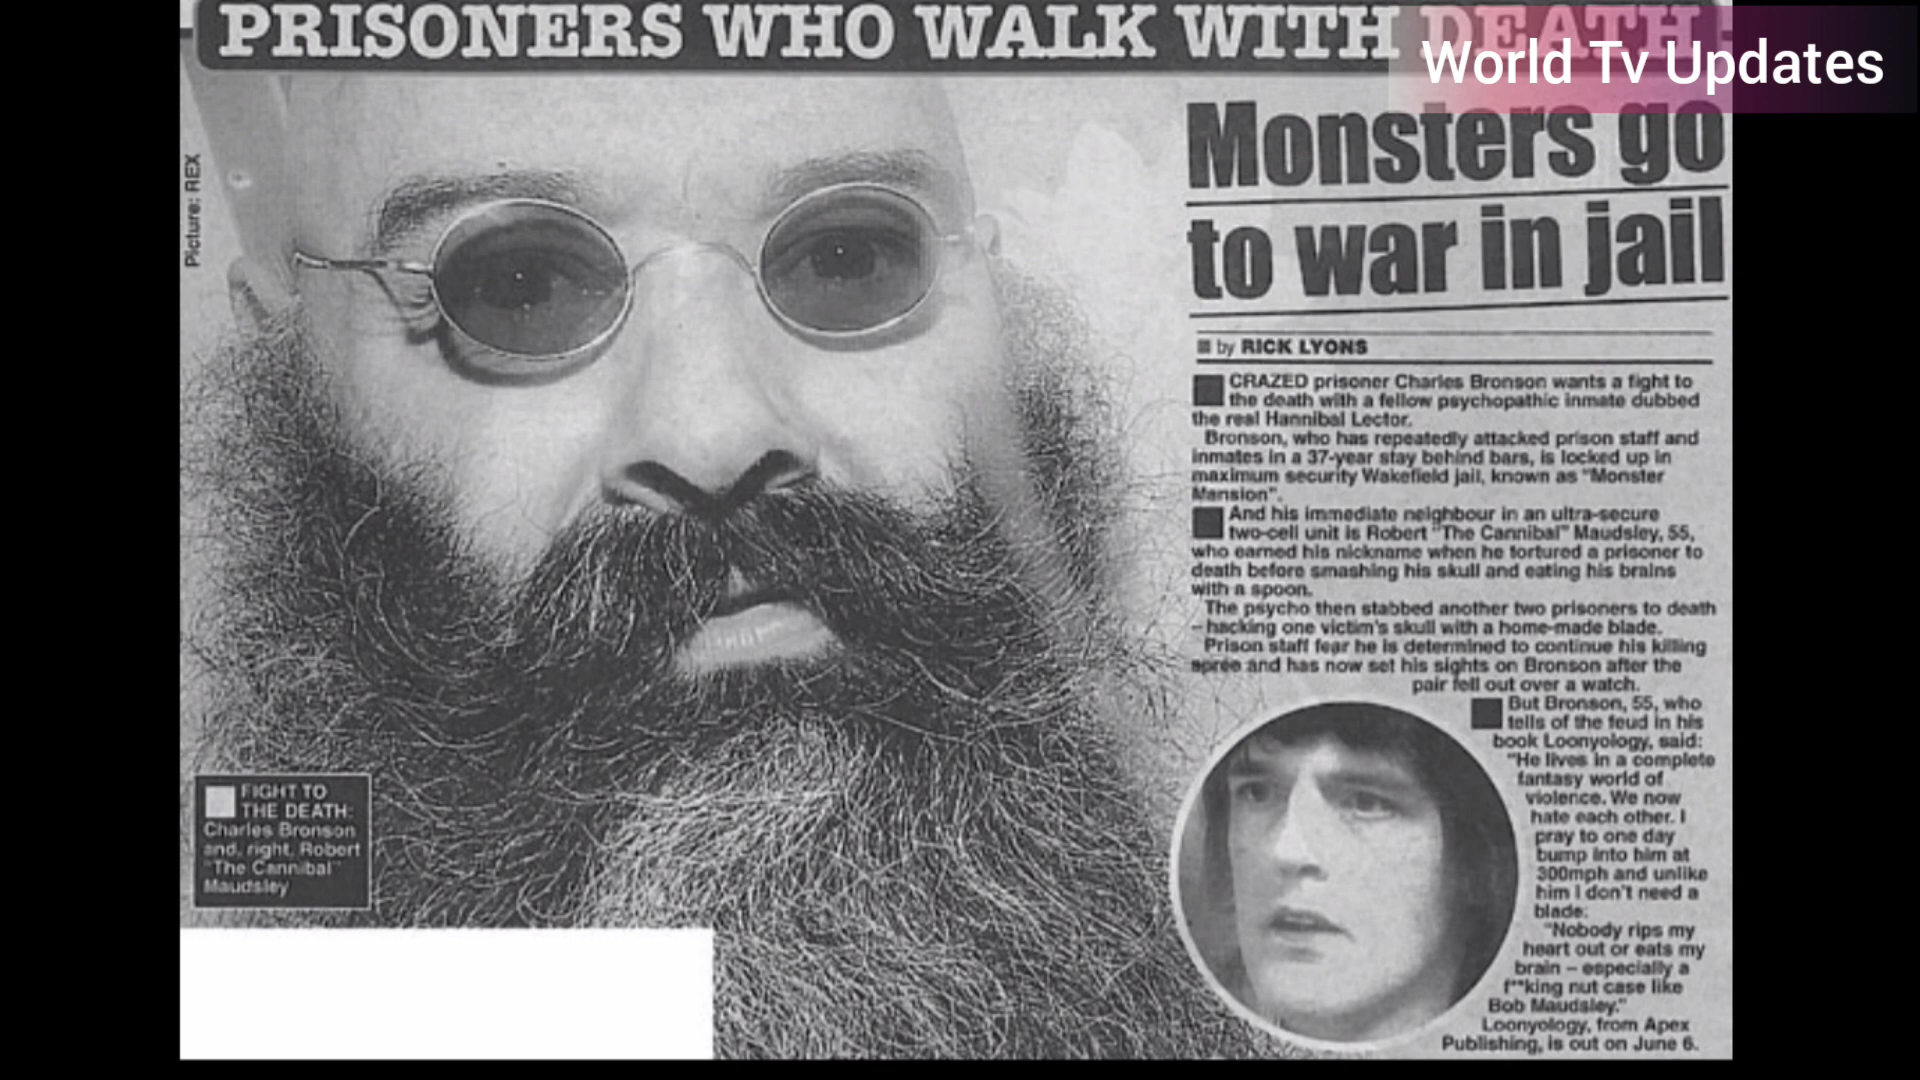 PRISONERS WHO WALK WITH DEATH
World Tv Updates
Picture: REX
Monsters go
to war in jail
by RICK LYONS
CRAZED prisoner Charles Bronson wants a fight to
the death with a fellow psychopathic inmate dubbed
the real Hannibal Lector.
Bronson, who has repeatedly attacked prison staff and
inmates in a 37-year stay behind bars, is locked up in
maximum security Wakefield jail, known as "Monster
Mansion".
And his immediate neighbour in an ultra-secure
two-cell unit is Robert "The Cannibal" Maudsley, 55,
who earned his nickname when he tortured a prisoner to
death before smashing his skull and eating his brains
with a spoon.
The psycho then stabbed another two prisoners to death
– hacking one victim's skull with a home-made blade.
Prison staff fear he is determined to continue his killing
spree and has now set his sights on Bronson after the
pair fell out over a watch.
But Bronson, 55, who
tells of the feud in his
book Loonyology, said:
"He lives in a complete
fantasy world of
violence. We now
hate each other. I
pray to one day
bump into him at
300mph and unlike
him I don't need a
blade.
"Nobody rips my
heart out or eats my
brain – especially a
f**king nut case like
Bob Maudsley."
Loonyology, from Apex
Publishing, is out on June 6.
FIGHT TO
THE DEATH:
Charles Bronson
and, right, Robert
"The Cannibal"
Maudsley